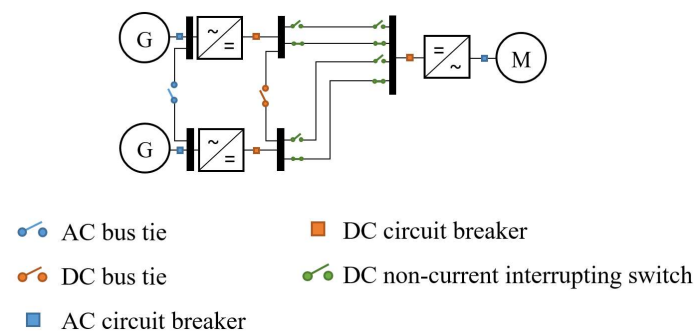 G
~
=
=
~
M
G
~
=
AC bus tie
DC circuit breaker
DC bus tie
DC non-current interrupting switch
AC circuit breaker